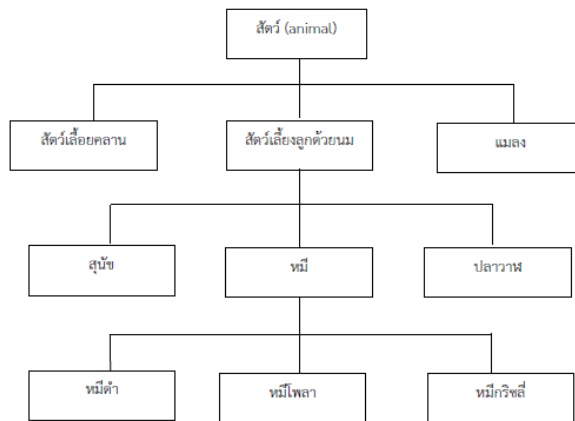 สัตว์ (animal)
สัตว์เลื้อยคลาน
สัตว์เลี้ยงลูกด้วยนม
แมลง
สุนัข
หมี
ปลาวาฬ
หมีดำ
หมีโพลา
หมีกริซลี่